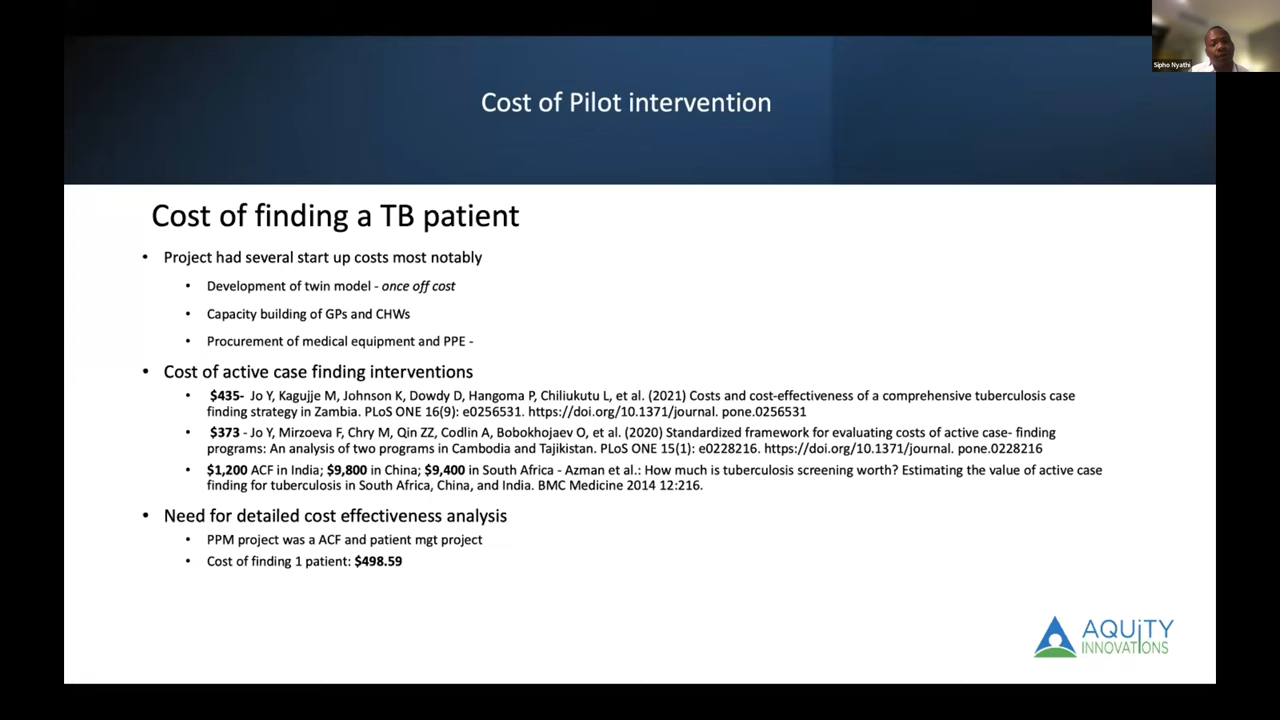 Sipho Nyathi
Cost of Pilot intervention
Cost of finding a TB patient
• Project had several start up costs most notably
• Development of twin model - once off cost
• Capacity building of GPs and CHWs
• Procurement of medical equipment and PPE -
• Cost of active case finding interventions
• $435- Jo Y, Kagujje M, Johnson K, Dowdy D, Hangoma P, Chiliukutu L, et al. (2021) Costs and cost-effectiveness of a comprehensive tuberculosis case
finding strategy in Zambia. PLoS ONE 16(9): e0256531. https://doi.org/10.1371/journal. pone.0256531
• $373 - Jo Y, Mirzoeva F, Chry M, Qin ZZ, Codlin A, Bobokhojaev O, et al. (2020) Standardized framework for evaluating costs of active case- finding
programs: An analysis of two programs in Cambodia and Tajikistan. PLoS ONE 15(1): e0228216. https://doi.org/10.1371/journal. pone.0228216
• $1,200 ACF in India; $9,800 in China; $9,400 in South Africa - Azman et al.: How much is tuberculosis screening worth? Estimating the value of active case
finding for tuberculosis in South Africa, China, and India. BMC Medicine 2014 12:216.
• Need for detailed cost effectiveness analysis
• PPM project was a ACF and patient mgt project
• Cost of finding 1 patient: $498.59
AQUiTY
INNOVATIONS